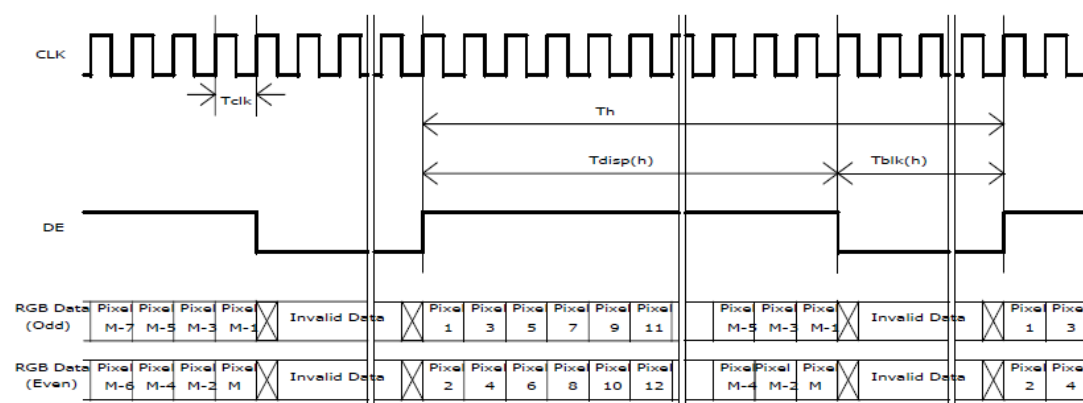 CLK
Tclk
Th
Tdisp(h) Tblk(h)
DE
RGB Data (Odd) Pixel M-7 Pixel M-5 Pixel M-3 Pixel M-1 Invalid Data Pixel 1 Pixel 3 Pixel 5 Pixel 7 Pixel 9 Pixel 11 Pixel M-5 Pixel M-3 Pixel M-1 Invalid Data Pixel 1 Pixel 3
RGB Data (Even) Pixel M-6 Pixel M-4 Pixel M-2 Pixel M Invalid Data Pixel 2 Pixel 4 Pixel 6 Pixel 8 Pixel 10 Pixel 12 Pixel M-4 Pixel M-2 Pixel M Invalid Data Pixel 2 Pixel 4